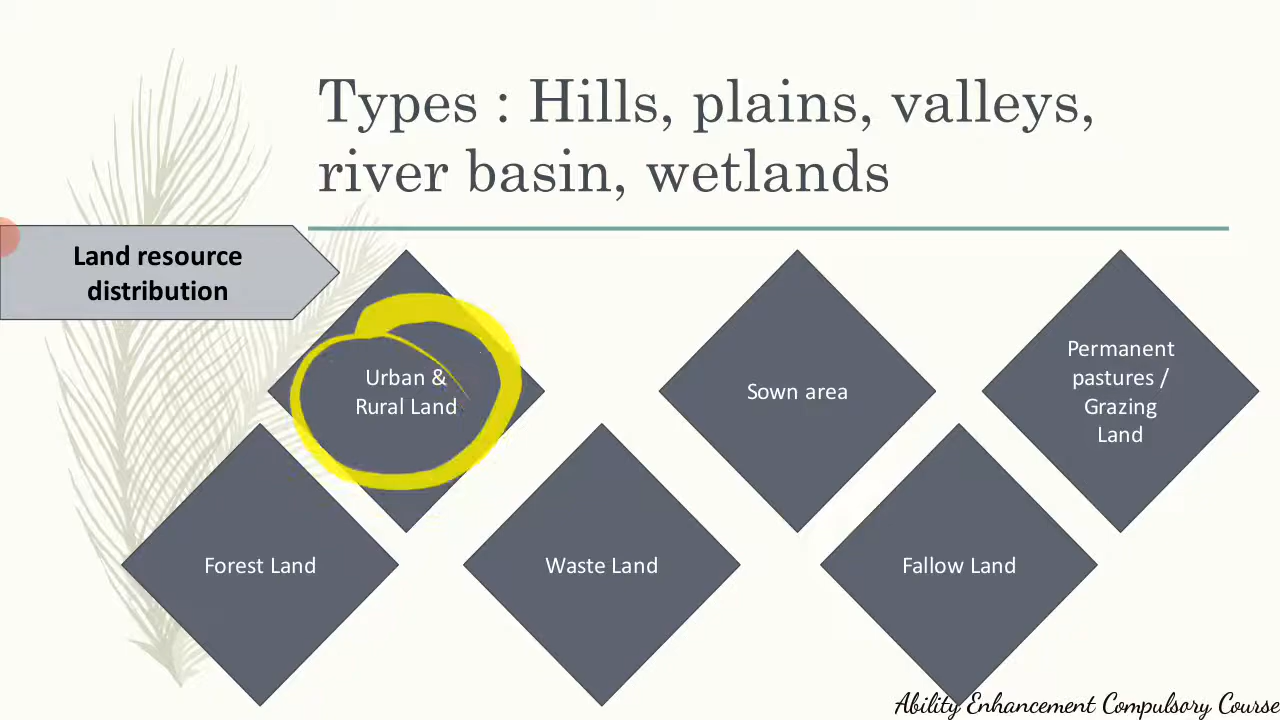 Types : Hills, plains, valleys,
river basin, wetlands
Land resource
distribution
Urban &
Rural Land
Sown area
Permanent
pastures /
Grazing
Land
Forest Land
Waste Land
Fallow Land
Ability Enhancement Compulsory Course